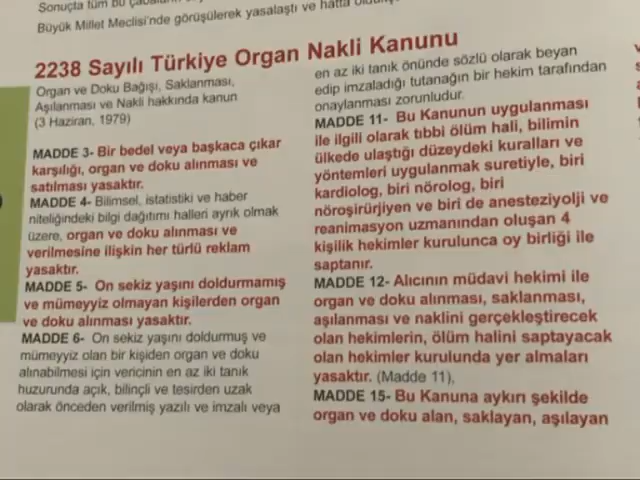 Sonuçta tüm bu
Büyük Millet Meclisi'nde görüşülerek yasalaştı ve hatta
2238 Sayılı Türkiye Organ Nakli Kanunu
Organ ve Doku Bağışı, Saklanması,
Aşılanması ve Nakli hakkında kanun
(3 Haziran, 1979)
MADDE 3- Bir bedel veya başkaca çıkar
karşılığı, organ ve doku alınması ve
satılması yasaktır.
MADDE 4- Bilimsel, istatistiki ve haber
niteliğindeki bilgi dağıtımı halleri ayrık olmak
üzere, organ ve doku alınması ve
verilmesine ilişkin her türlü reklam
yasaktır.
MADDE 5- On sekiz yaşını doldurmamış
ve mümeyyiz olmayan kişilerden organ
ve doku alınması yasaktır.
MADDE 6- On sekiz yaşını doldurmuş ve
mümeyyiz olan bir kişiden organ ve doku
alınabilmesi için vericinin en az iki tanık
huzurunda açık, bilinçli ve tesirden uzak
olarak önceden verilmiş yazılı ve imzalı veya
en az iki tanık önünde sözlü olarak beyan
edip imzaladığı tutanağın bir hekim tarafından
onaylanması zorunludur.
MADDE 11- Bu Kanunun uygulanması
ile ilgili olarak tıbbi ölüm hali, bilimin
ülkede ulaştığı düzeydeki kuralları ve
yöntemleri uygulanmak suretiyle, biri
kardiolog, biri nörolog, biri
nöroşirürjiyen ve biri de anesteziyolji ve
reanimasyon uzmanından oluşan 4
kişilik hekimler kurulunca oy birliği ile
saptanır.
MADDE 12- Alıcının müdavi hekimi ile
organ ve doku alınması, saklanması,
aşılanması ve naklini gerçekleştirecek
olan hekimlerin, ölüm halini saptayacak
olan hekimler kurulunda yer almaları
yasaktır. (Madde 11),
MADDE 15- Bu Kanuna aykırı şekilde
organ ve doku alan, saklayan, aşılayan